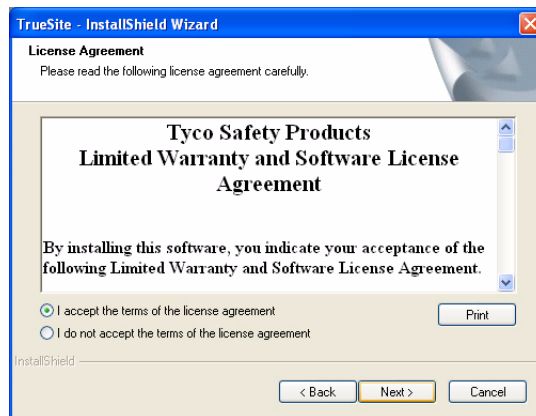 TrueSite - InstallShield Wizard
License Agreement
Please read the following license agreement carefully.
Tyco Safety Products
Limited Warranty and Software License
Agreement
By installing this software, you indicate your acceptance of the
following Limited Warranty and Software License Agreement.
I accept the terms of the license agreement
Print
I do not accept the terms of the license agreement
InstallShield
< Back
Next >
Cancel